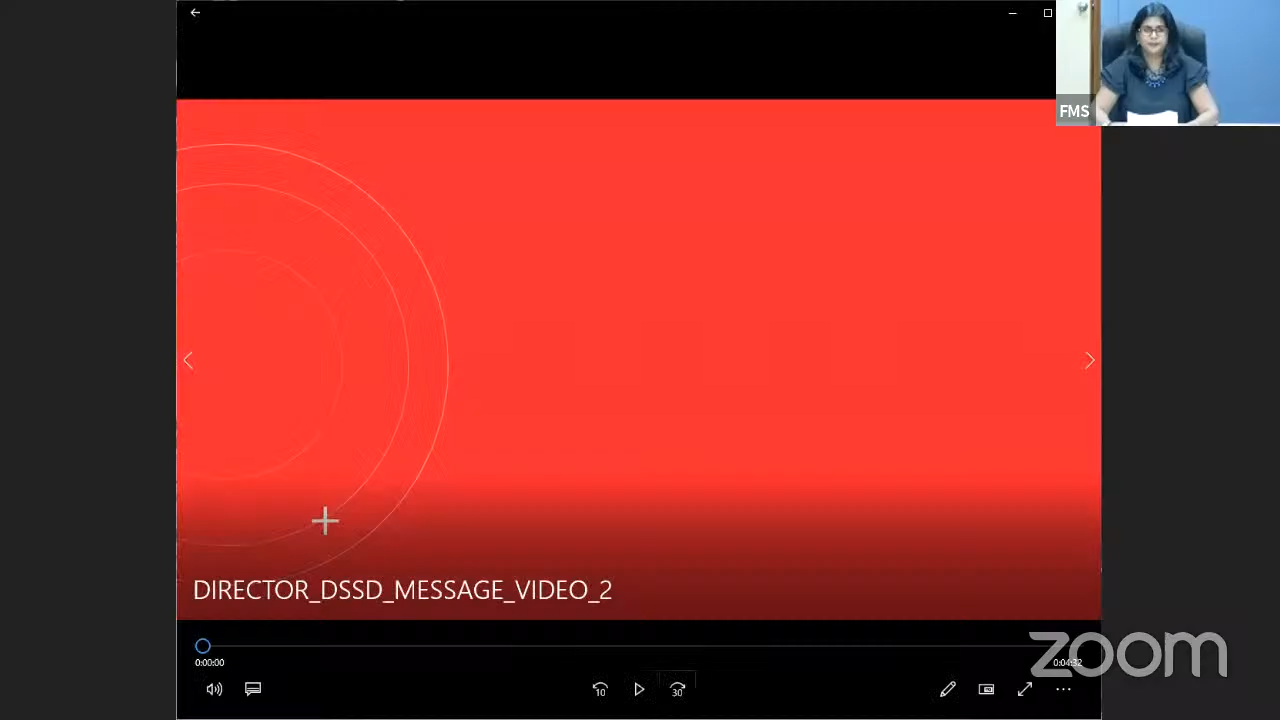 FMS
DIRECTOR_DSSD_MESSAGE_VIDEO_2
0:00:00
0:04:32
10
30
zoom